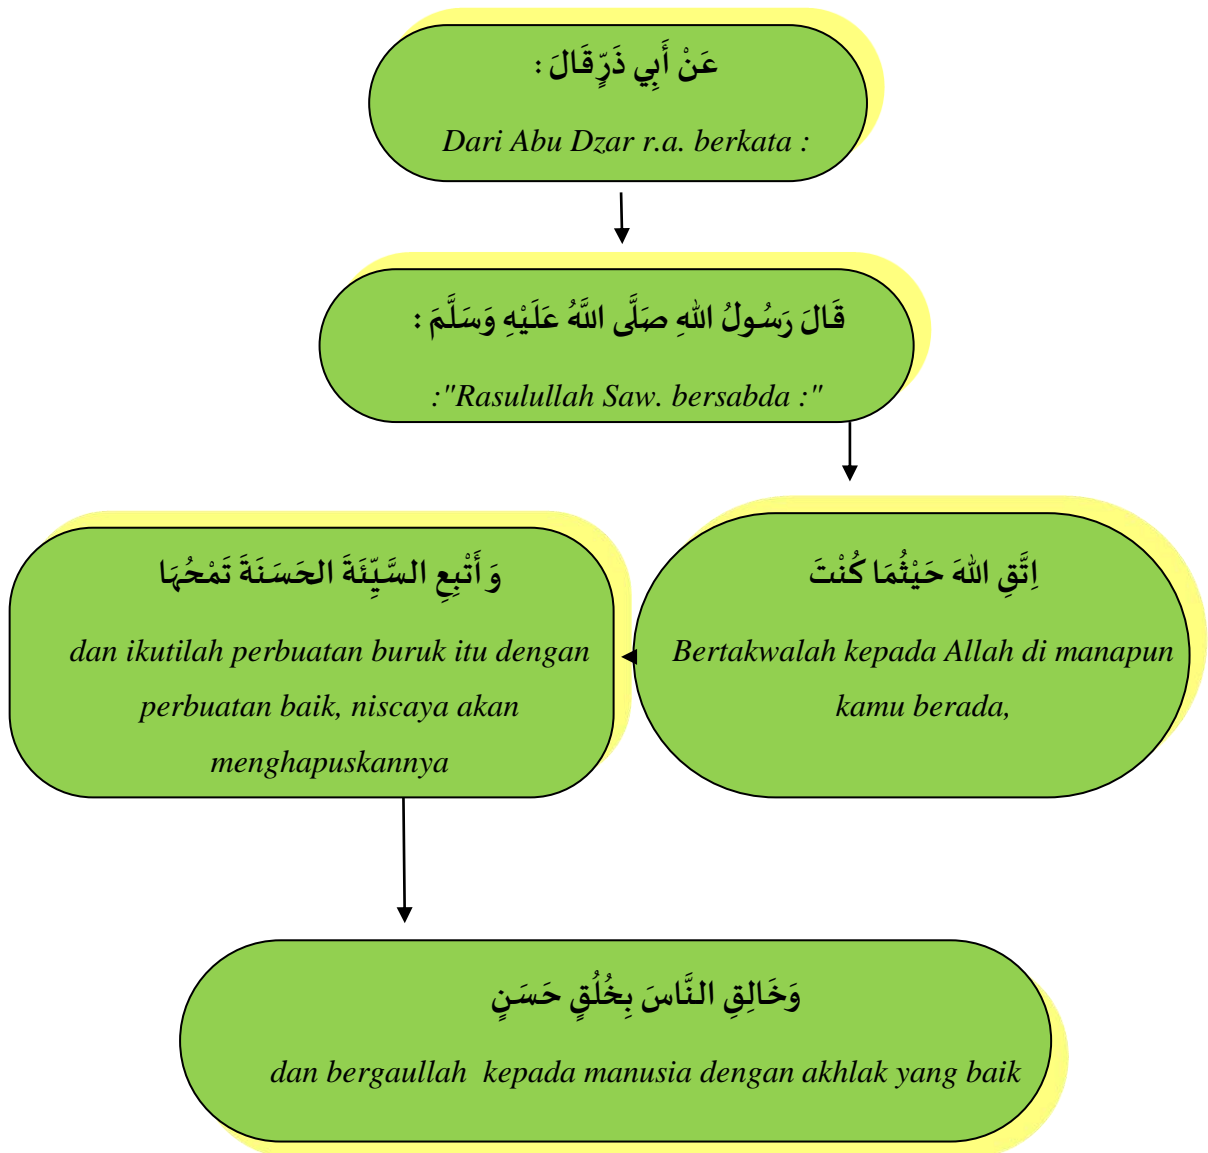 عَنْ أَبِي ذَرٍّقَالَ :
Dari Abu Dzar r.a. berkata :
قَالَ رَسُولُ اللهِ صَلَّى اللَّهُ عَلَيْهِ وَسَلَّمَ :
:"Rasulullah Saw. bersabda :"
اِتَّقِ اللهَ حَيْثُمَا كُنْتَ
Bertakwalah kepada Allah di manapun
kamu berada,
وَأَتْبِعِ السَّيِّئَةَ الحَسَنَةَ تَمْحُهَا
dan ikutilah perbuatan buruk itu dengan
perbuatan baik, niscaya akan
menghapuskannya
وَخَالِقِ النَّاسَ بِخُلُقٍ حَسَنٍ
dan bergaullah  kepada manusia dengan akhlak yang baik